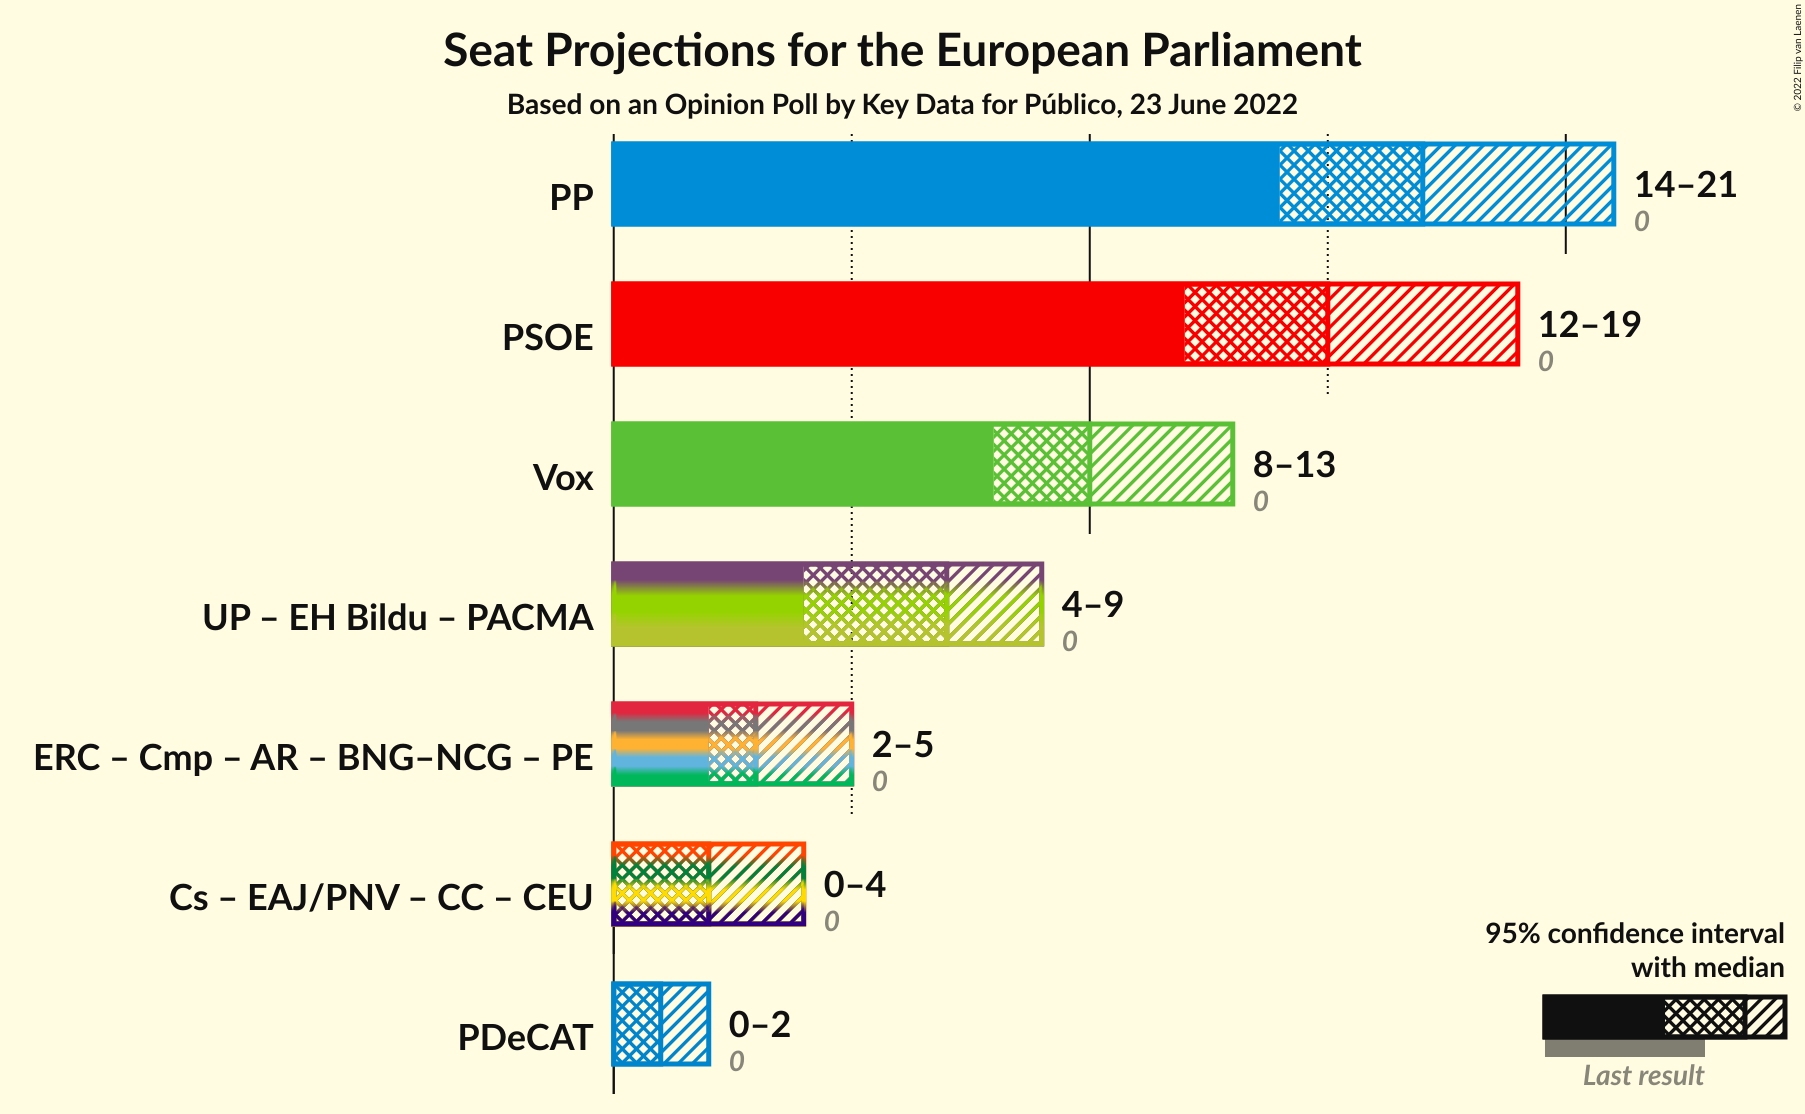 Seat Projections for the European Parliament
Based on an Opinion Poll by Key Data for Público, 23 June 2022
© 2022 Filip van Laenen
PP
14–21
0
PSOE
12–19
0
Vox
8–13
0
UP – EH Bildu – PACMA
4–9
0
ERC – Cmp – AR – BNG–NCG – PE
2–5
0
Cs – EAJ/PNV – CC – CEU
0–4
0
PDeCAT
0–2
0
95% confidence interval
with median
Last result